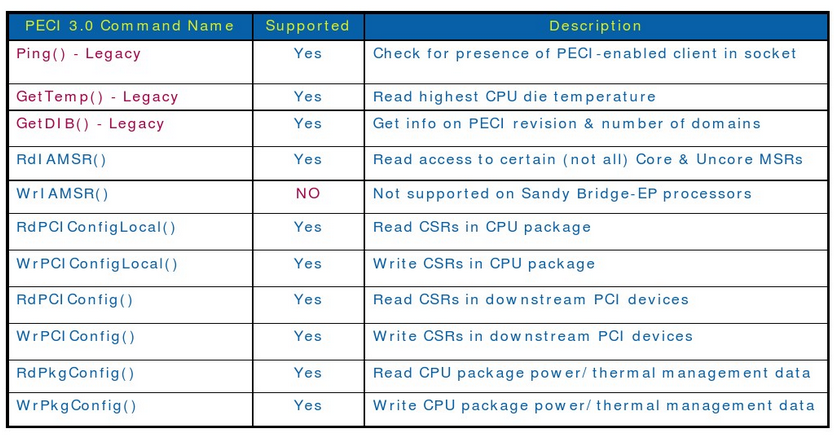 PECI 3.0 Command Name Supported Description
Ping() - Legacy Yes Check for presence of PECI-enabled client in socket
GetTemp() - Legacy Yes Read highest CPU die temperature
GetDIB() - Legacy Yes Get info on PECI revision & number of domains
RdIAMSR() Yes Read access to certain (not all) Core & Uncore MSRs
WrIAMSR() NO Not supported on Sandy Bridge-EP processors
RdPCIConfigLocal() Yes Read CSRs in CPU package
WrPCIConfigLocal() Yes Write CSRs in CPU package
RdPCIConfig() Yes Read CSRs in downstream PCI devices
WrPCIConfig() Yes Write CSRs in downstream PCI devices
RdPkgConfig() Yes Read CPU package power/thermal management data
WrPkgConfig() Yes Write CPU package power/thermal management data